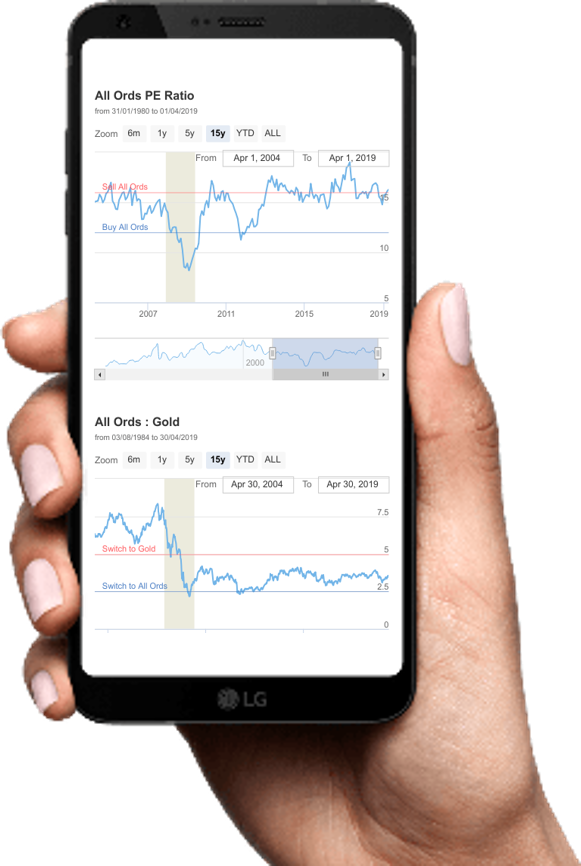 All Ords PE Ratio
from 31/01/1980 to 01/04/2019
Zoom 6m 1y 5y 15y YTD ALL
From Apr 1, 2004 To Apr 1, 2019
Sell All Ords
15
Buy All Ords
10
5
2007 2011 2015 2019
2000
All Ords : Gold
from 03/08/1984 to 30/04/2019
Zoom 6m 1y 5y 15y YTD ALL
From Apr 30, 2004 To Apr 30, 2019
7.5
Switch to Gold
5
Switch to All Ords
2.5
0
LG